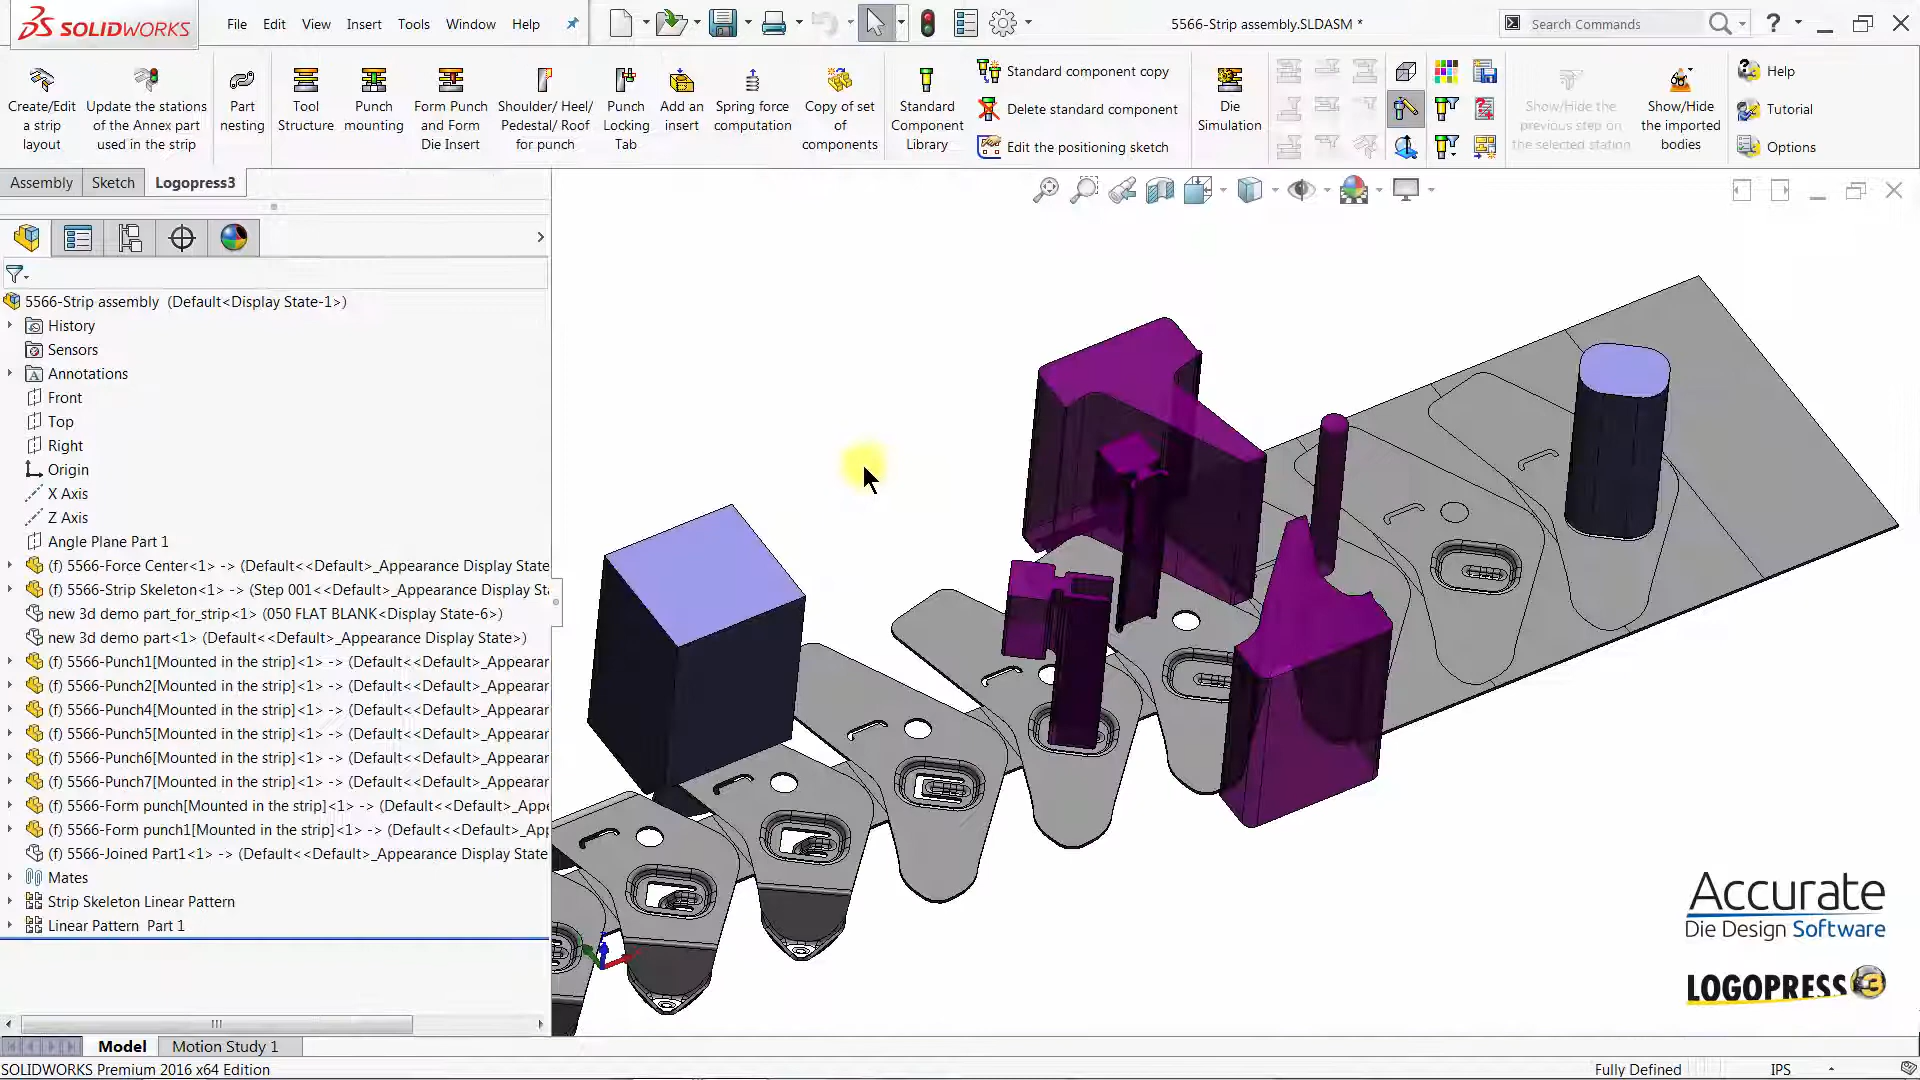 SOLIDWORKS
File Edit View Insert Tools Window Help
5566-Strip assembly.SLDASM *
Search Commands
Create/Edit
a strip
layout
Update the stations
of the Annex part
used in the strip
Part
nesting
Tool
Structure
Punch
mounting
Form Punch
and Form
Die Insert
Shoulder/ Heel/
Pedestal/ Roof
for punch
Punch
Locking
Tab
Add an
insert
Spring force
computation
Copy of set
of
components
Standard
Component
Library
Standard component copy
Delete standard component
Edit the positioning sketch
Die
Simulation
Show/Hide the
previous step on
the selected station
Show/Hide
the imported
bodies
Help
Tutorial
Options
Assembly Sketch Logopress3
5566-Strip assembly (Default<Display State-1>)
History
Sensors
Annotations
Front
Top
Right
Origin
X Axis
Z Axis
Angle Plane Part 1
(f) 5566-Force Center<1> -> (Default<<Default>_Appearance Display State
(f) 5566-Strip Skeleton<1> -> (Step 001<<Default>_Appearance Display St
new 3d demo part_for_strip<1> (050 FLAT BLANK<Display State-6>)
new 3d demo part<1> (Default<<Default>_Appearance Display State>)
(f) 5566-Punch1[Mounted in the strip]<1> -> (Default<<Default>_Appearar
(f) 5566-Punch2[Mounted in the strip]<1> -> (Default<<Default>_Appearar
(f) 5566-Punch4[Mounted in the strip]<1> -> (Default<<Default>_Appearar
(f) 5566-Punch5[Mounted in the strip]<1> -> (Default<<Default>_Appearar
(f) 5566-Punch6[Mounted in the strip]<1> -> (Default<<Default>_Appearar
(f) 5566-Punch7[Mounted in the strip]<1> -> (Default<<Default>_Appearar
(f) 5566-Form punch[Mounted in the strip]<1> -> (Default<<Default>_Appe
(f) 5566-Form punch1[Mounted in the strip]<1> -> (Default<<Default>_App
(f) 5566-Joined Part1<1> -> (Default<<Default>_Appearance Display State
Mates
Strip Skeleton Linear Pattern
Linear Pattern Part 1
Accurate
Die Design Software
LOGOPRESS 3
Model Motion Study 1
SOLIDWORKS Premium 2016 x64 Edition
Fully Defined
IPS